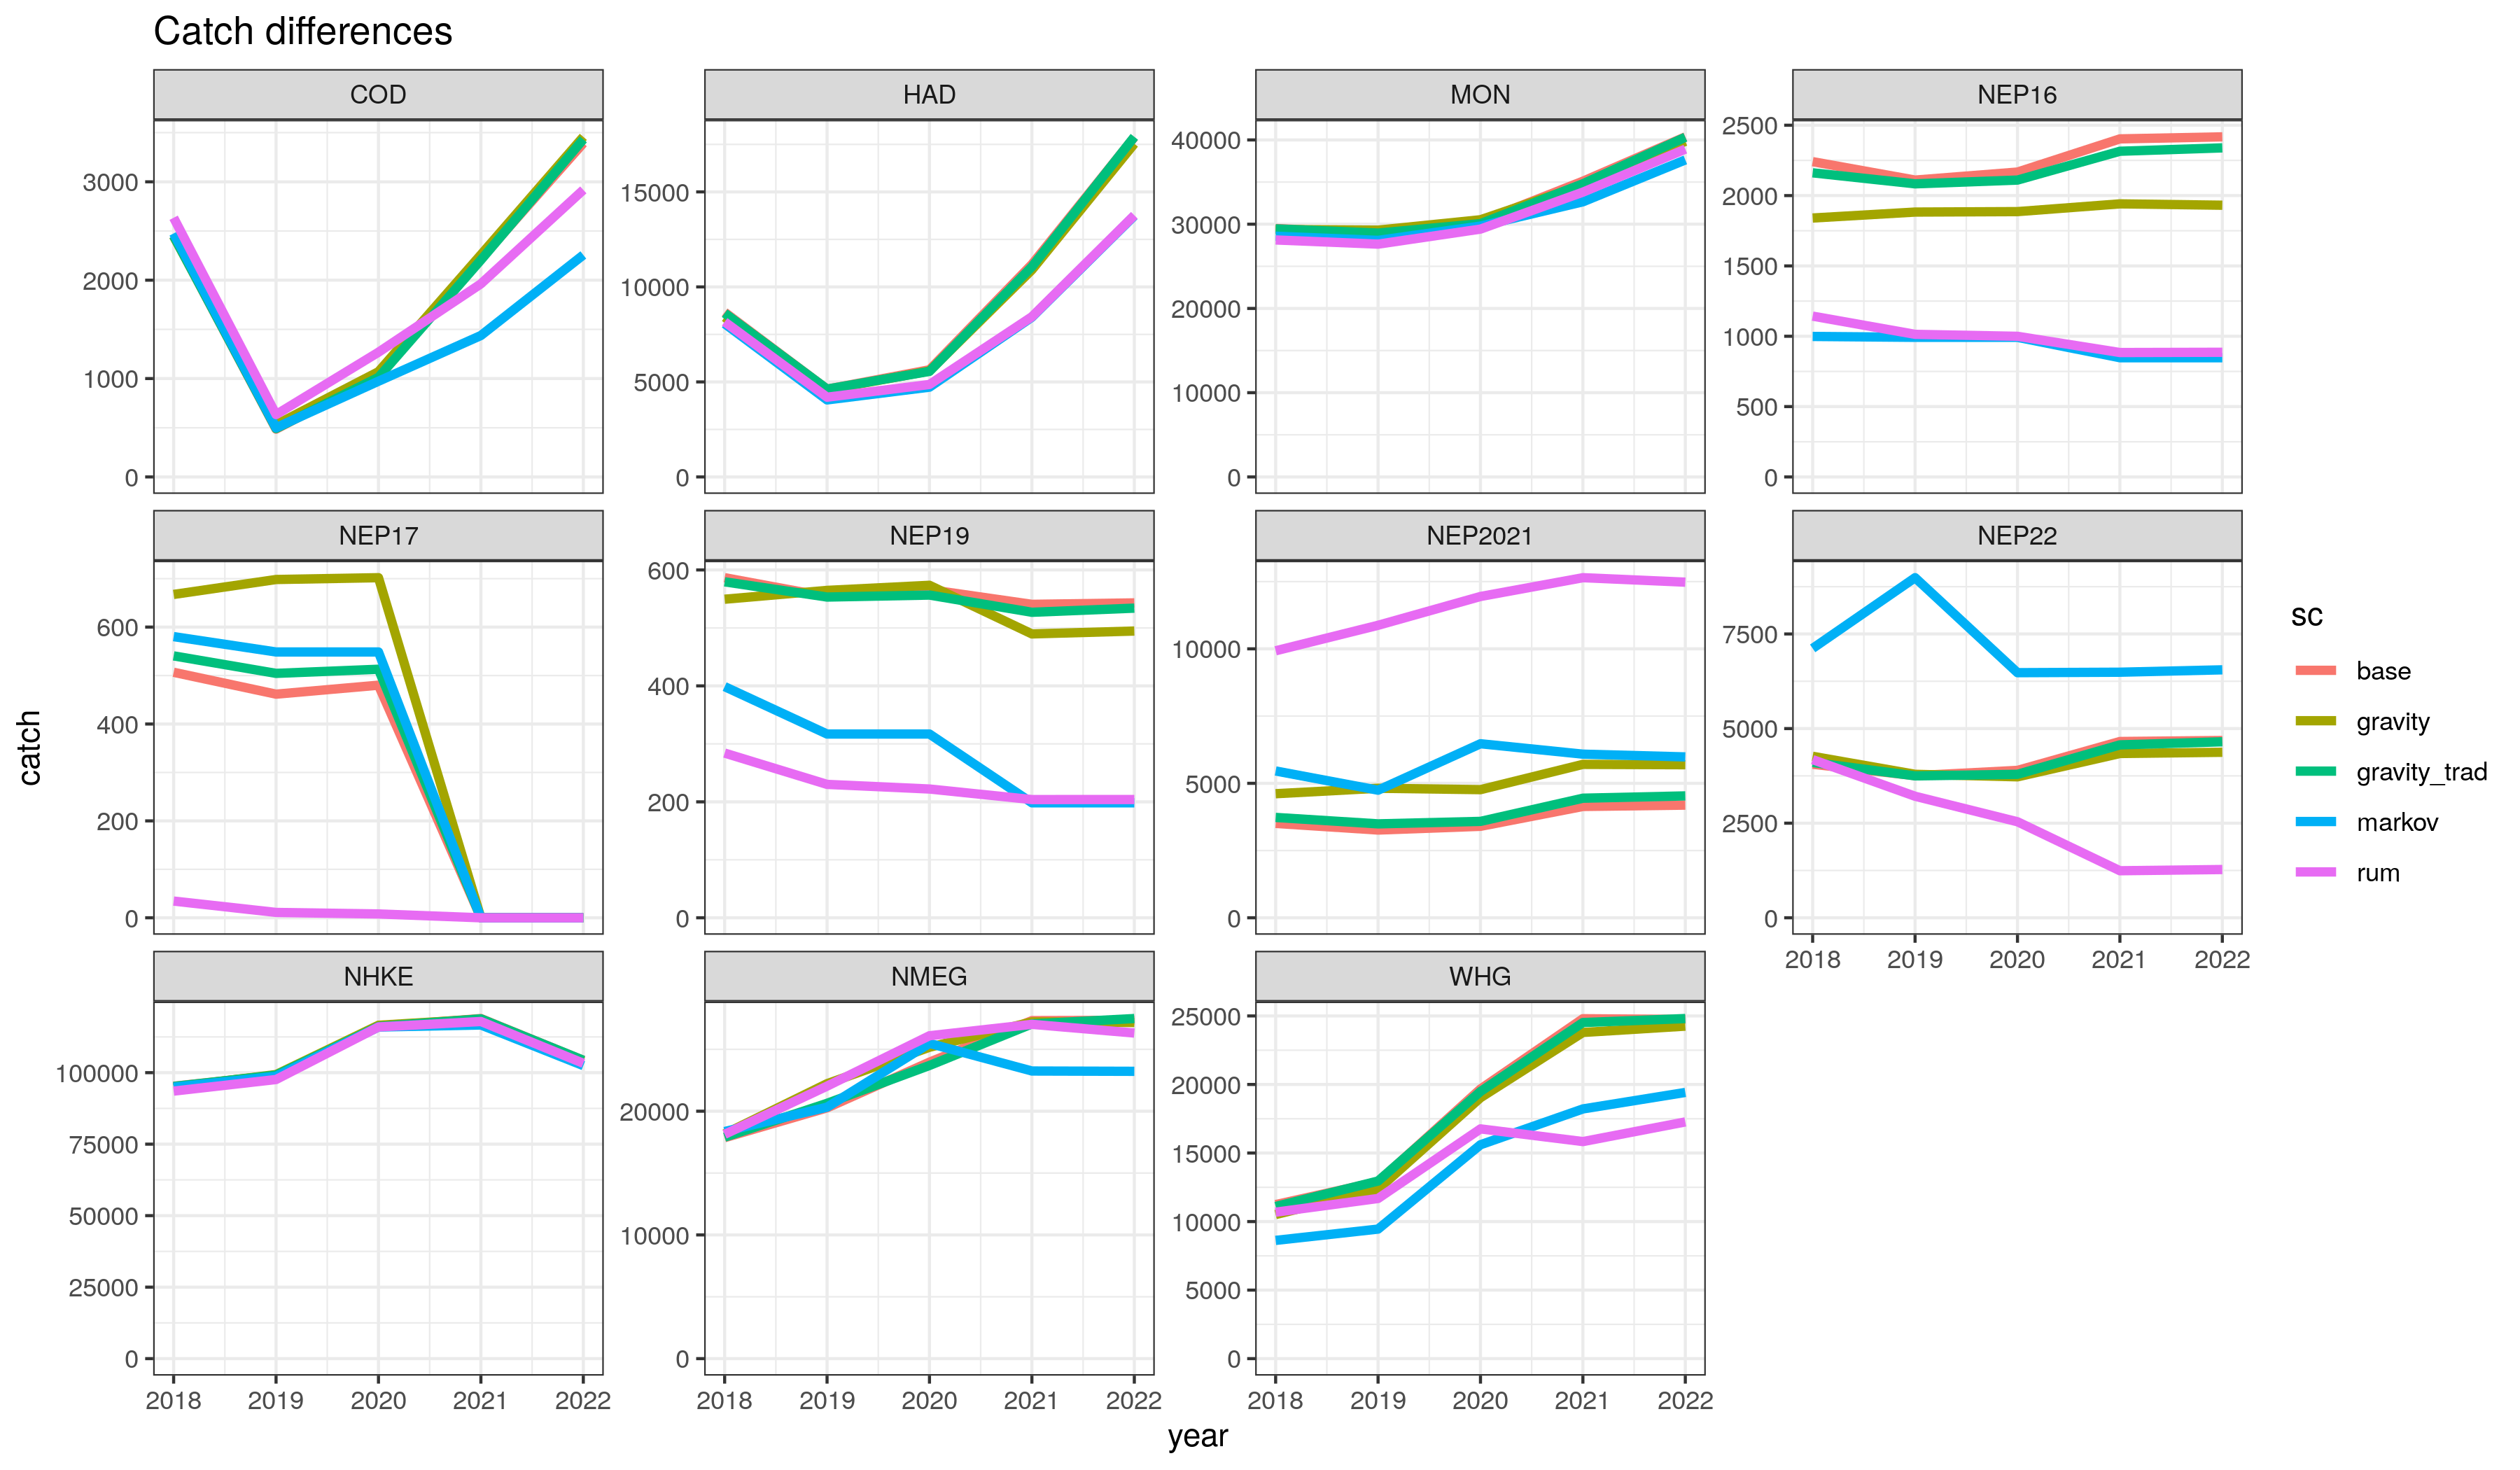 Catch differences
COD
HAD
MON
NEP16
3000
2000
1000
0
15000
10000
5000
0
40000
30000
20000
10000
0
2500
2000
1500
1000
500
0
NEP17
NEP19
NEP2021
NEP22
600
400
200
0
600
400
200
0
10000
5000
0
7500
5000
2500
0
2018 2019 2020 2021 2022
NHKE
NMEG
WHG
100000
75000
50000
25000
0
20000
10000
0
25000
20000
15000
10000
5000
0
2018 2019 2020 2021 2022
2018 2019 2020 2021 2022
2018 2019 2020 2021 2022
year
catch
sc
base
gravity
gravity_trad
markov
rum